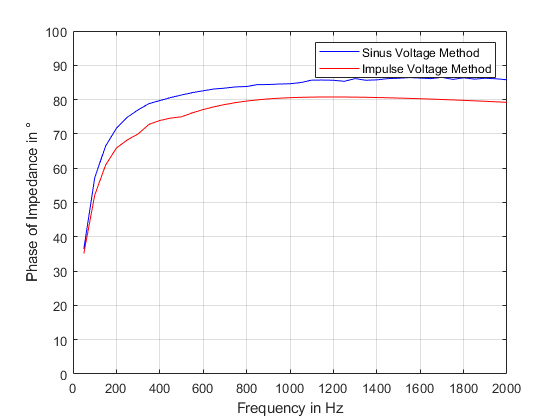 100
90
80
70
60
50
40
30
20
10
0
Phase of Impedance in °
Sinus Voltage Method
Impulse Voltage Method
0 200 400 600 800 1000 1200 1400 1600 1800 2000
Frequency in Hz